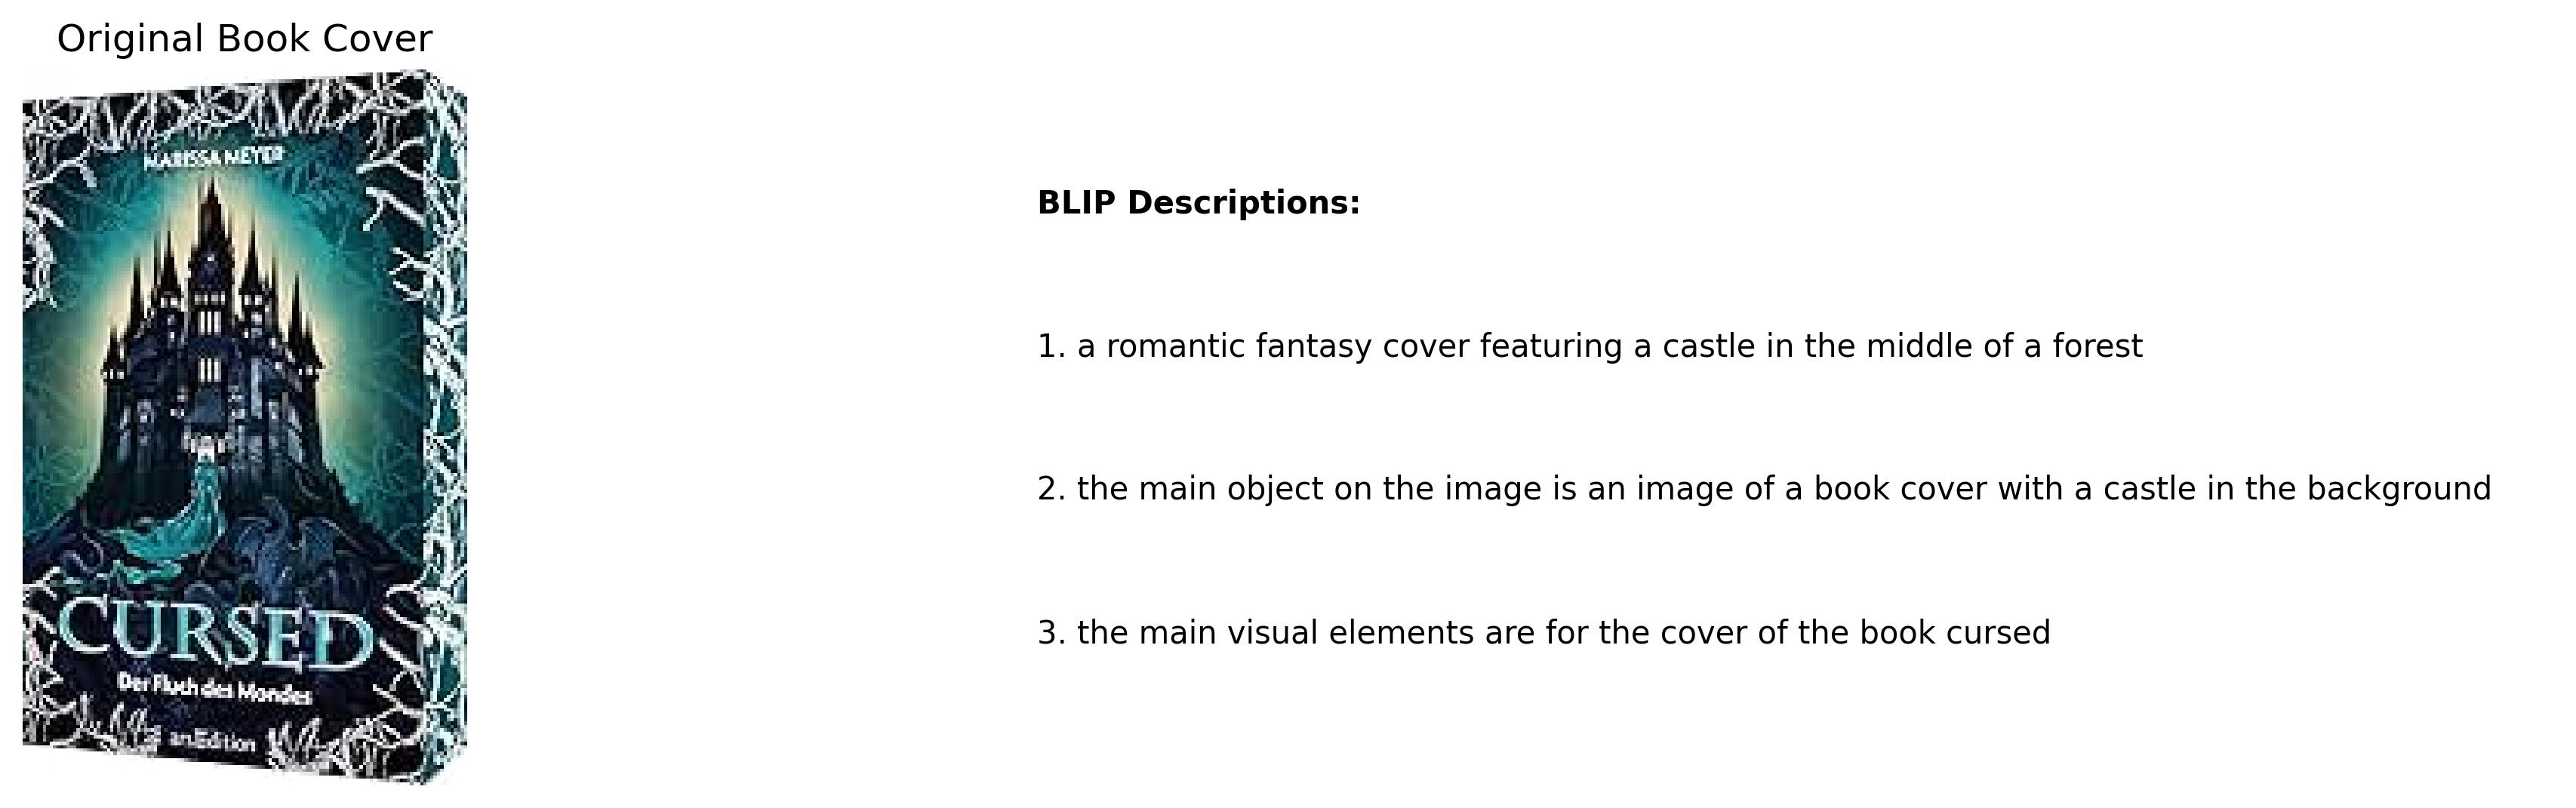 Original Book Cover
MARISSA MEYER
CURSED
Der Fluch des Mondes
BLIP Descriptions:
1. a romantic fantasy cover featuring a castle in the middle of a forest
2. the main object on the image is an image of a book cover with a castle in the background
3. the main visual elements are for the cover of the book cursed